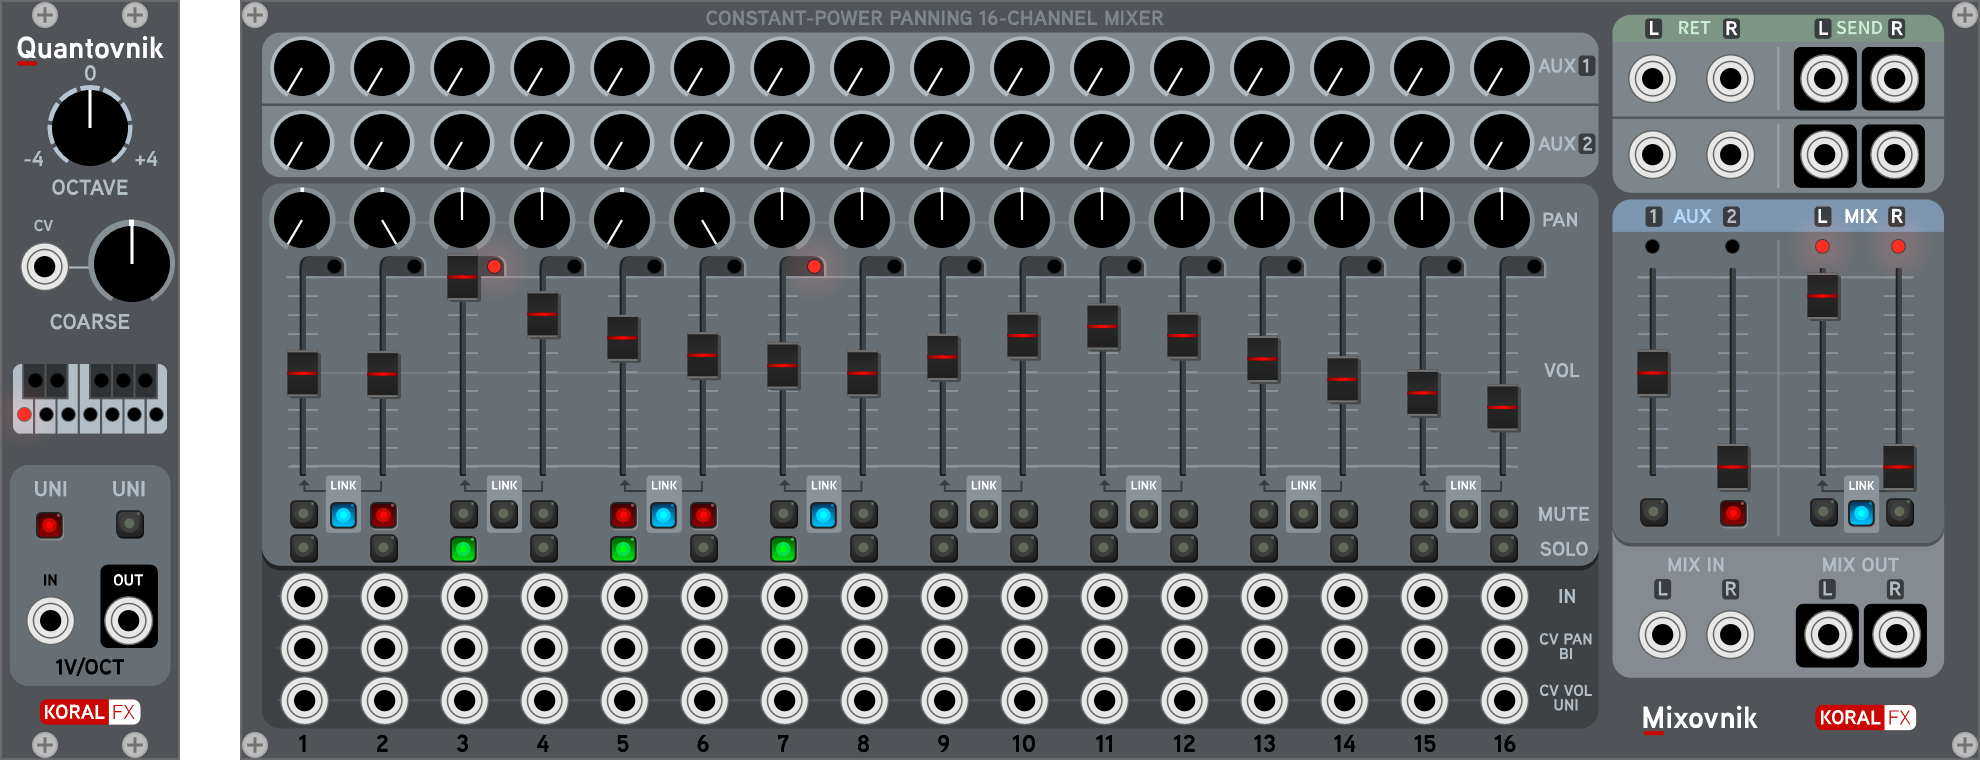 Quantovnik
0
-4 +4
OCTAVE
CV
COARSE
UNI UNI
IN OUT
1V/OCT
KORAL FX
CONSTANT-POWER PANNING 16-CHANNEL MIXER
AUX 1
AUX 2
PAN
VOL
LINK LINK LINK LINK LINK LINK LINK LINK
MUTE
SOLO
IN
CV PAN
BI
CV VOL
UNI
1 2 3 4 5 6 7 8 9 10 11 12 13 14 15 16
L RET R L SEND R
1 AUX 2 L MIX R
LINK
MIX IN MIX OUT
L R L R
Mixovnik
KORAL FX